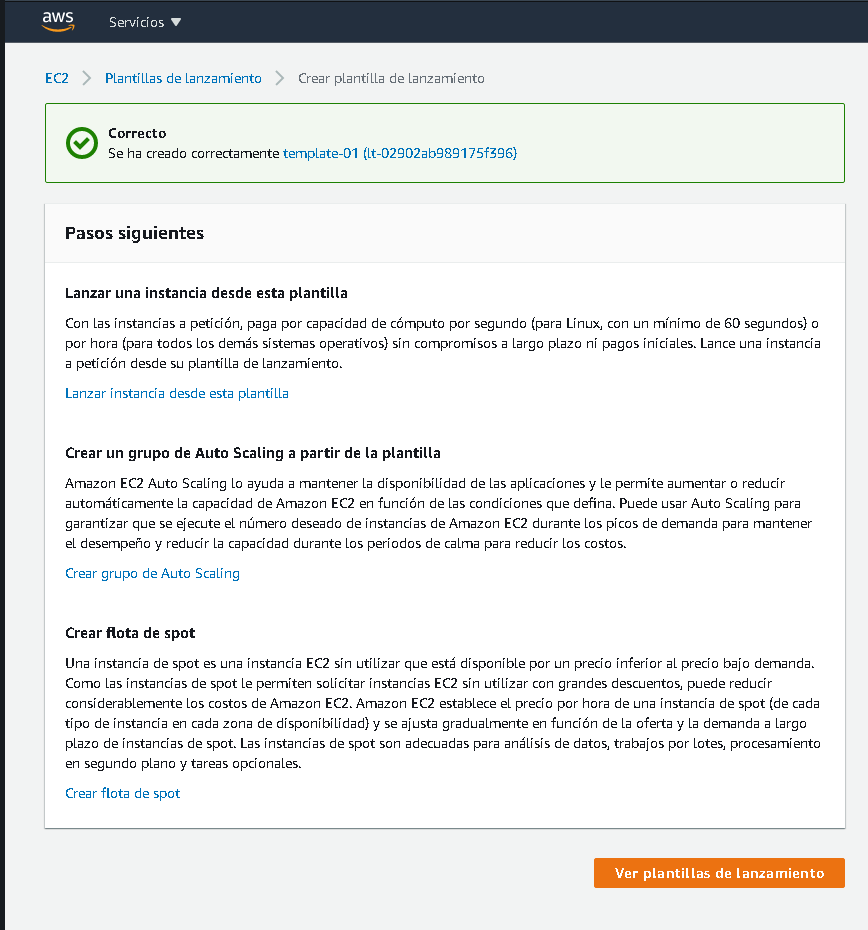 aws Servicios ▼
EC2 > Plantillas de lanzamiento > Crear plantilla de lanzamiento
Correcto
Se ha creado correctamente template-01 (lt-02902ab989175f396)
Pasos siguientes
Lanzar una instancia desde esta plantilla
Con las instancias a petición, paga por capacidad de cómputo por segundo (para Linux, con un mínimo de 60 segundos) o
por hora (para todos los demás sistemas operativos) sin compromisos a largo plazo ni pagos iniciales. Lance una instancia
a petición desde su plantilla de lanzamiento.
Lanzar instancia desde esta plantilla
Crear un grupo de Auto Scaling a partir de la plantilla
Amazon EC2 Auto Scaling lo ayuda a mantener la disponibilidad de las aplicaciones y le permite aumentar o reducir
automáticamente la capacidad de Amazon EC2 en función de las condiciones que defina. Puede usar Auto Scaling para
garantizar que se ejecute el número deseado de instancias de Amazon EC2 durante los picos de demanda para mantener
el desempeño y reducir la capacidad durante los periodos de calma para reducir los costos.
Crear grupo de Auto Scaling
Crear flota de spot
Una instancia de spot es una instancia EC2 sin utilizar que está disponible por un precio inferior al precio bajo demanda.
Como las instancias de spot le permiten solicitar instancias EC2 sin utilizar con grandes descuentos, puede reducir
considerablemente los costos de Amazon EC2. Amazon EC2 establece el precio por hora de una instancia de spot (de cada
tipo de instancia en cada zona de disponibilidad) y se ajusta gradualmente en función de la oferta y la demanda a largo
plazo de instancias de spot. Las instancias de spot son adecuadas para análisis de datos, trabajos por lotes, procesamiento
en segundo plano y tareas opcionales.
Crear flota de spot
Ver plantillas de lanzamiento